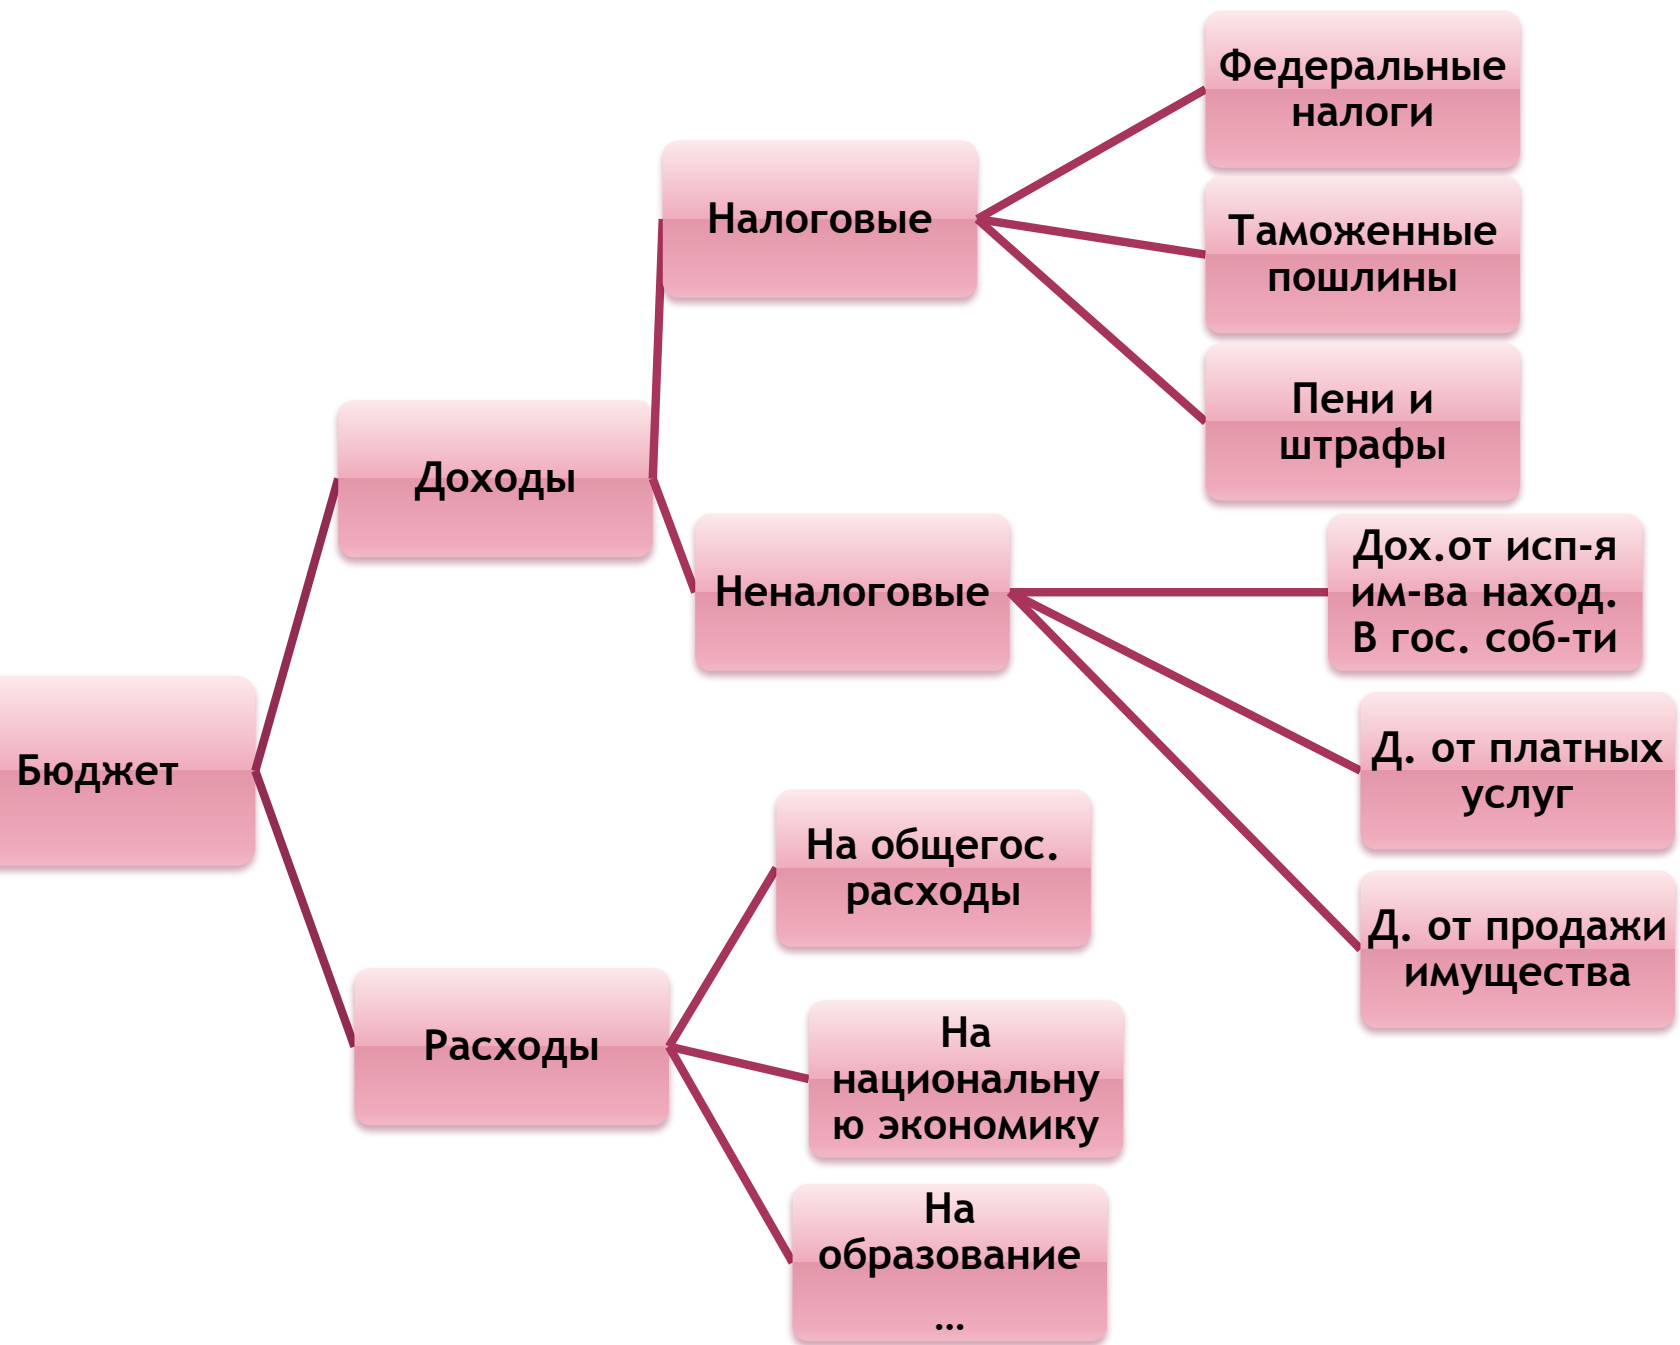 Федеральные
налоги
Налоговые
Таможенные
пошлины
Пени и
штрафы
Доходы
Неналоговые
Дох.от исп-я
им-ва наход.
В гос. соб-ти
Д. от платных
услуг
Д. от продажи
имущества
Бюджет
На общегос.
расходы
Расходы
На
национальну
ю экономику
На
образование
...